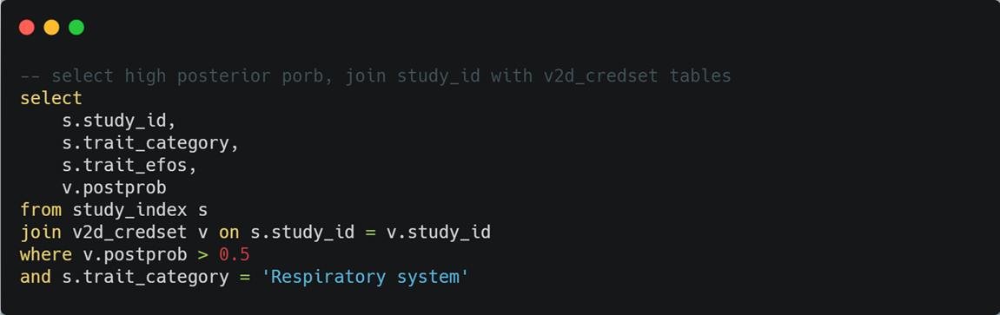 -- select high posterior porb, join study_id with v2d_credset tables
select
    s.study_id,
    s.trait_category,
    s.trait_efos,
    v.postprob
from study_index s
join v2d_credset v on s.study_id = v.study_id
where v.postprob > 0.5
and s.trait_category = 'Respiratory system'